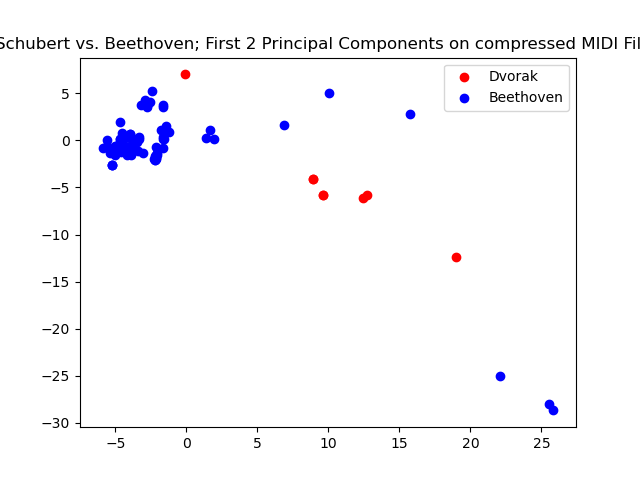 Schubert vs. Beethoven; First 2 Principal Components on compressed MIDI Fil
Dvorak
Beethoven
5
0
−5
−10
−15
−20
−25
−30
−5 0 5 10 15 20 25